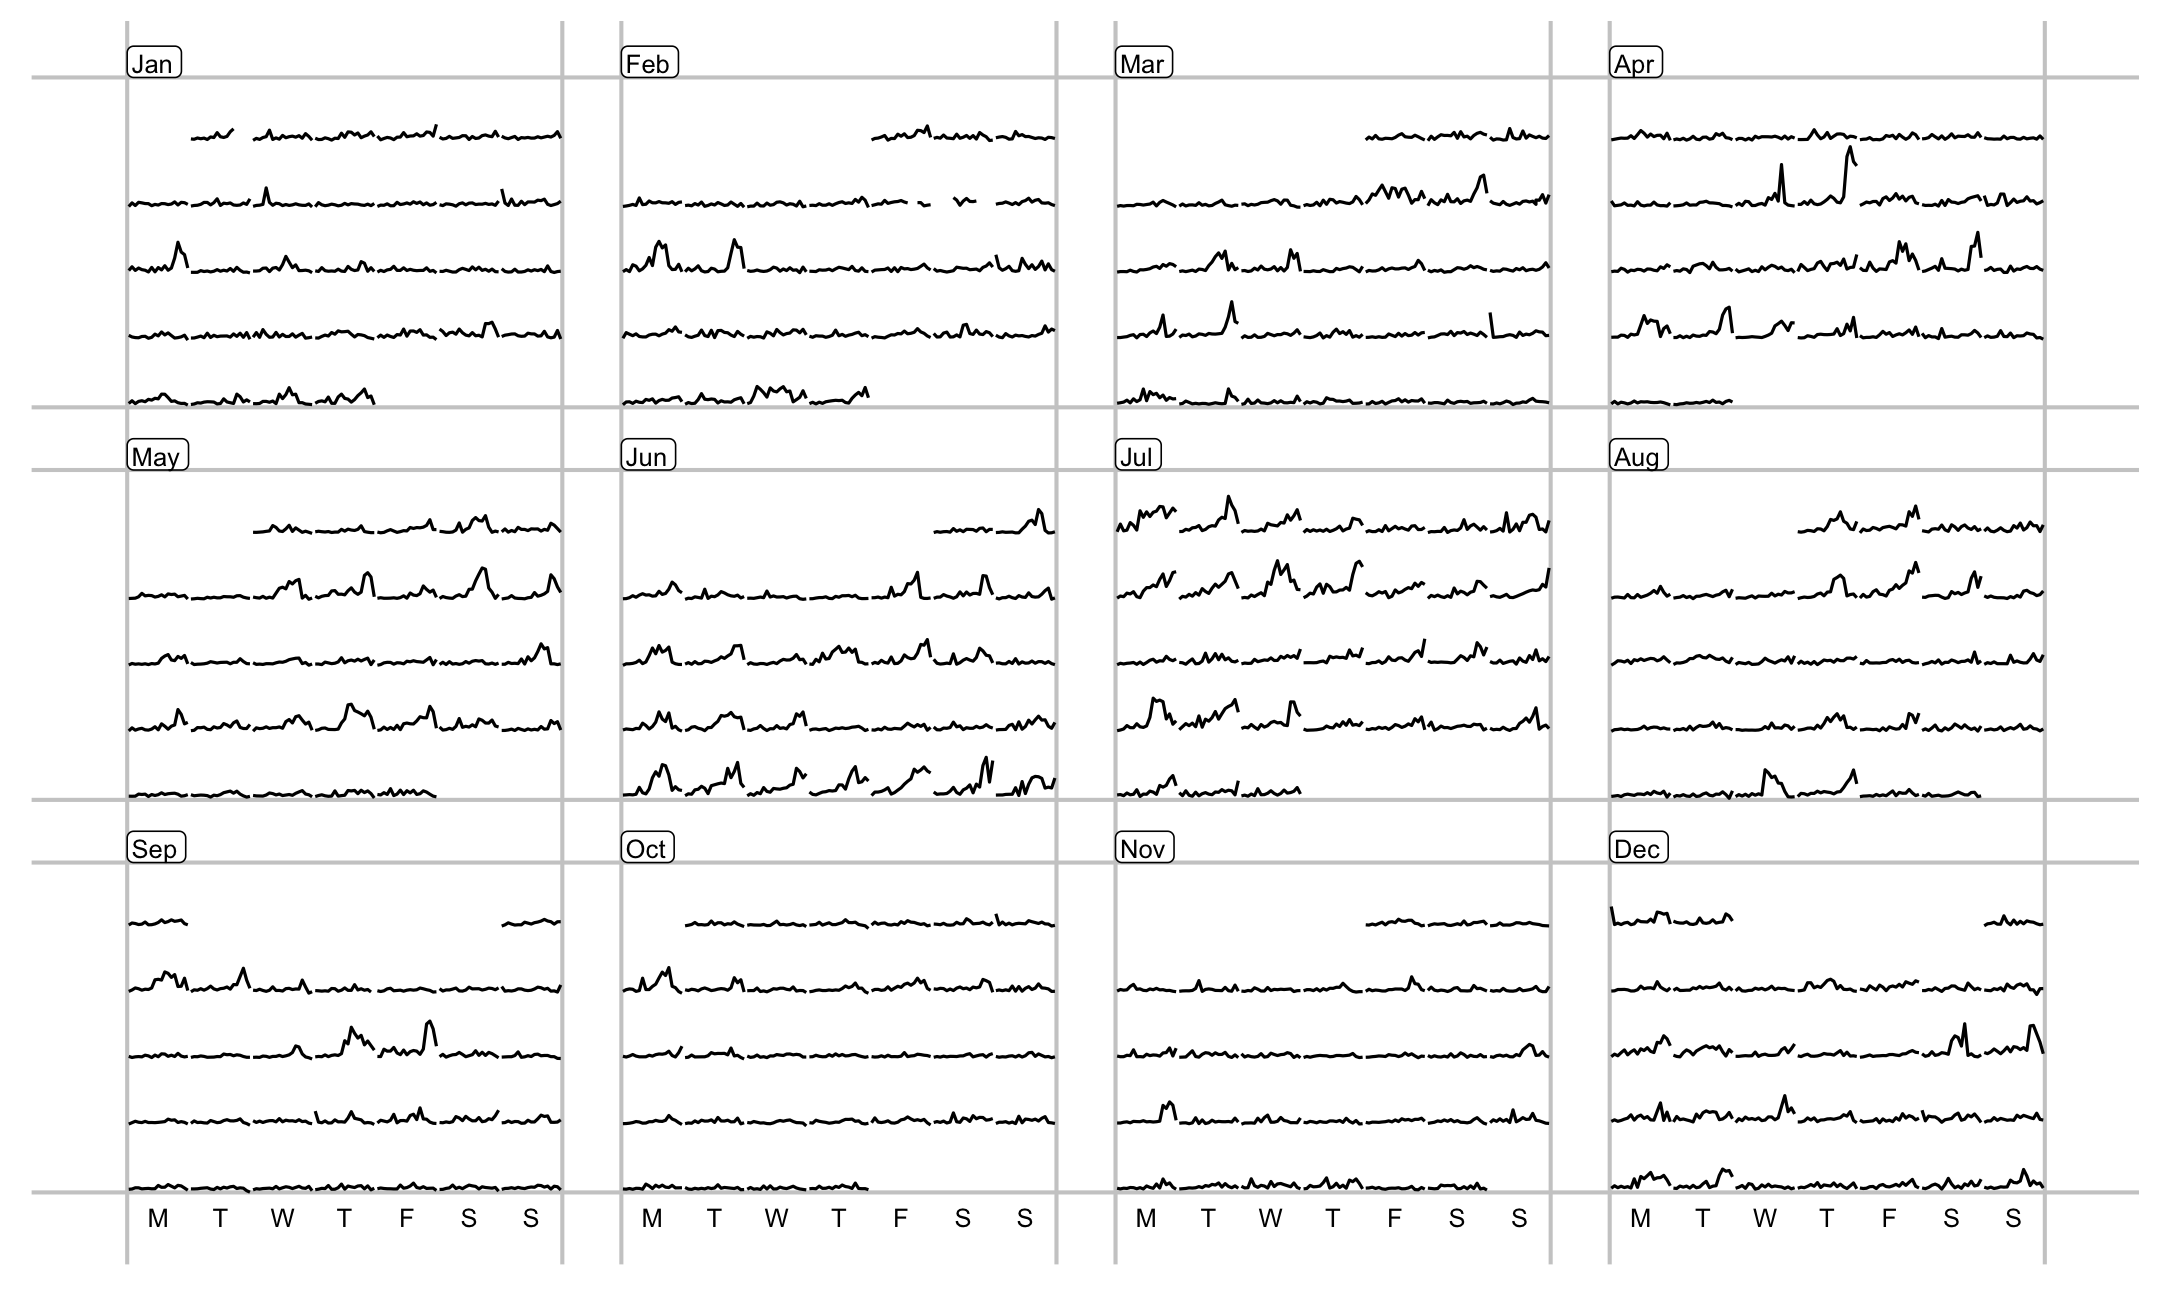 Jan Feb Mar Apr
May Jun Jul Aug
Sep Oct Nov Dec
M T W T F S S M T W T F S S M T W T F S S M T W T F S S